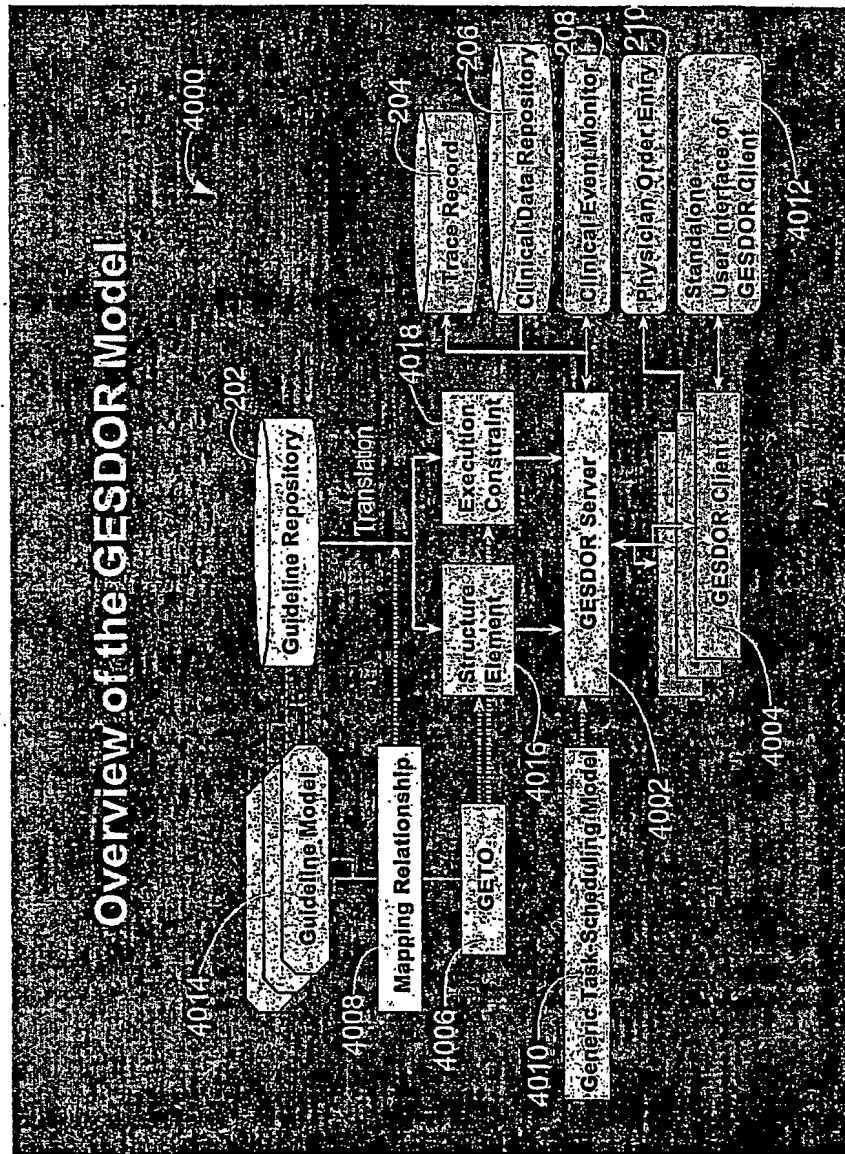 Overview of the GESDOR Model
4000
202
Guideline Repository
4014
Guideline Model
Translation
4008
Mapping Relationship
4006
GETO
4016
Structure
Element
4018
Execution
Constraint
4010
Generic Task-Scheduling Model
4002
GESDOR Server
4004
GESDOR Client
204
Trace Record
206
Clinical Data Repository
208
Clinical Event Monitor
210
Physician Order Entry
Standalone
User Interface of
GESDOR Client
4012